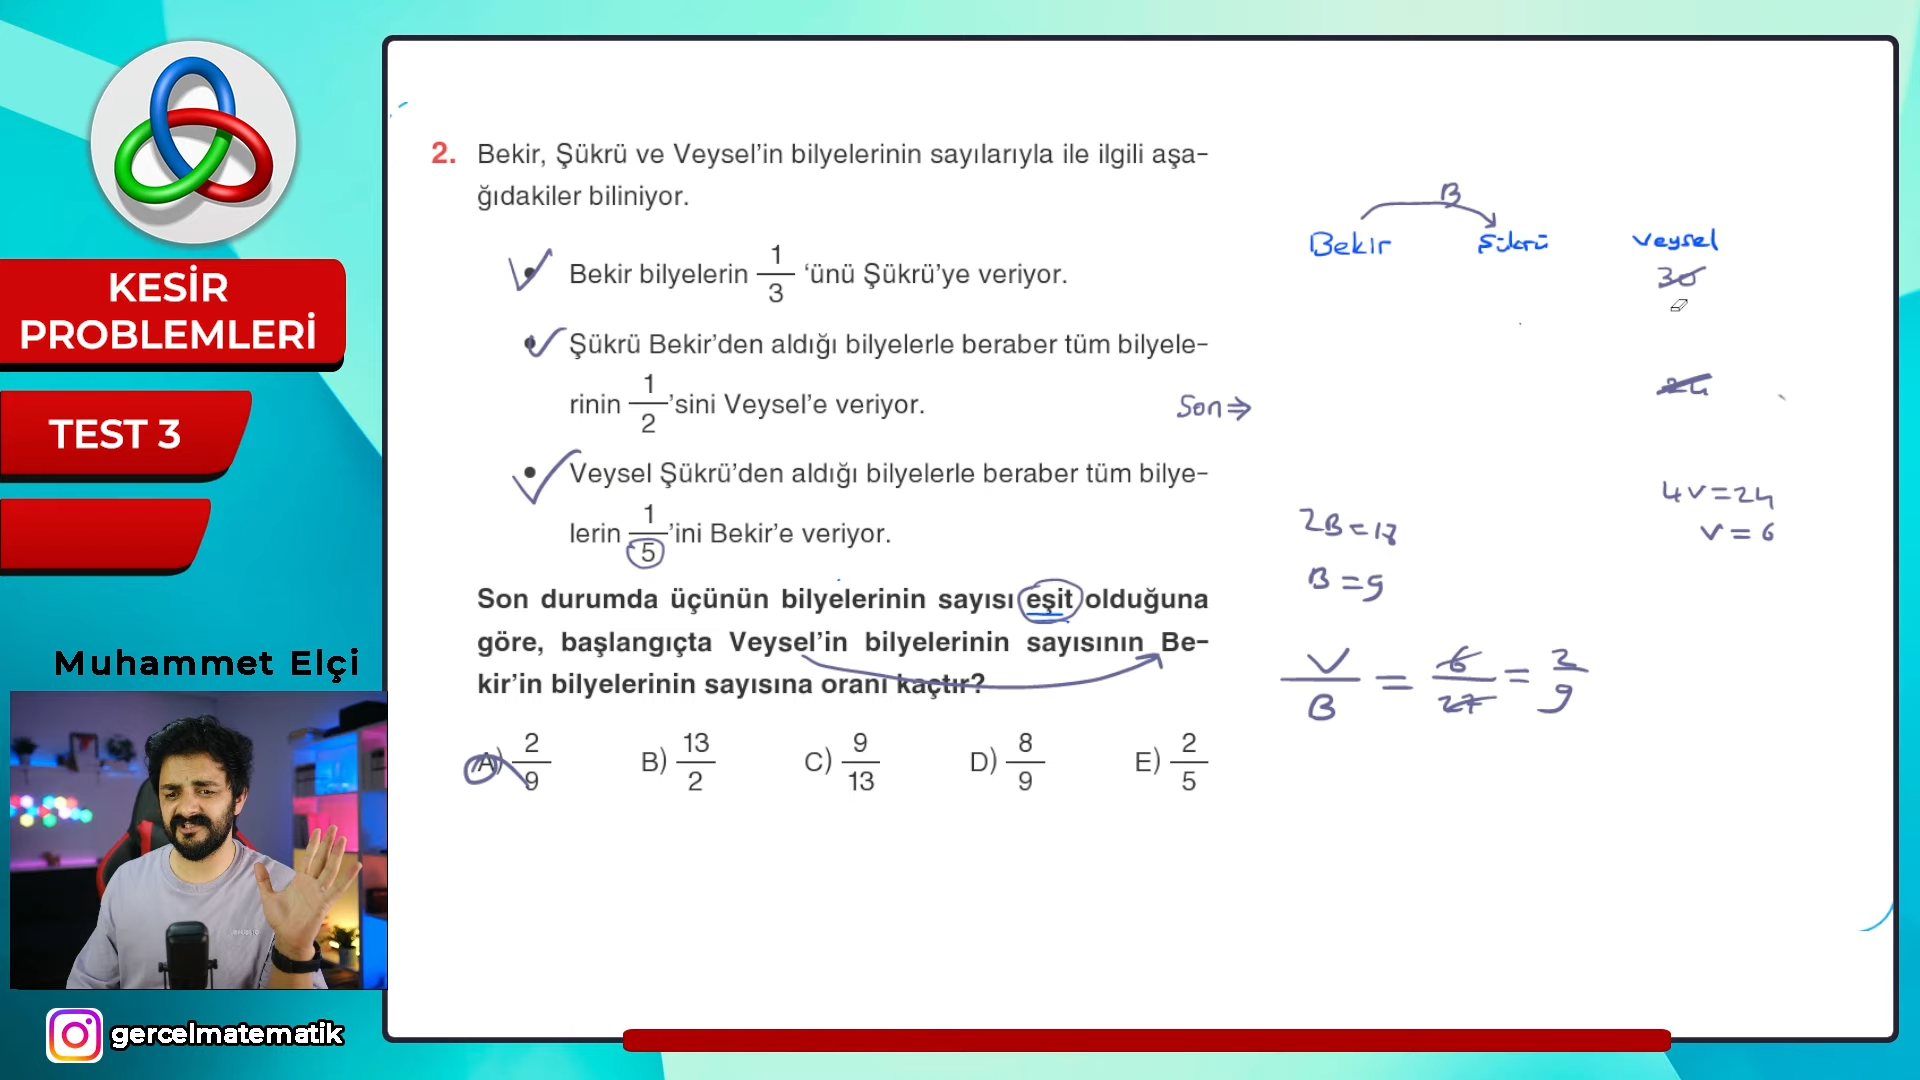 KESİR
PROBLEMLERİ
TEST 3
Muhammet Elçi
gercelmatematik
2. Bekir, Şükrü ve Veysel’in bilyelerinin sayılarıyla ile ilgili aşa-
ğıdakiler biliniyor.
• Bekir bilyelerin 1/3 ‘ünü Şükrü’ye veriyor.
• Şükrü Bekir’den aldığı bilyelerle beraber tüm bilyele-
rinin 1/2 ’sini Veysel’e veriyor.
• Veysel Şükrü’den aldığı bilyelerle beraber tüm bilye-
lerin 1/5 ’ini Bekir’e veriyor.
Son durumda üçünün bilyelerinin sayısı eşit olduğuna
göre, başlangıçta Veysel’in bilyelerinin sayısının Be-
kir’in bilyelerinin sayısına oranı kaçtır?
A) 2/9 B) 13/2 C) 9/13 D) 8/9 E) 2/5
B
Bekir Şükrü Veysel
30
24
Son ⇒
4V=24
V=6
2B=18
B=9
V/B = 6/27 = 2/9